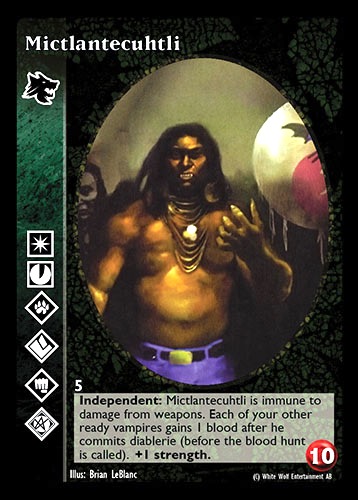 Mictlantecuhtli
5
Independent: Mictlantecuhtli is immune to
damage from weapons. Each of your other
ready vampires gains 1 blood after he
commits diablerie (before the blood hunt
is called). +1 strength.
10
Illus: Brian LeBlanc
(C) White Wolf Entertainment AB